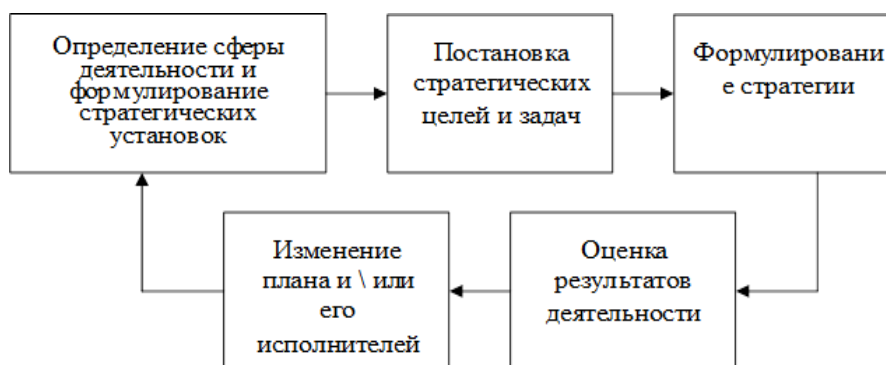 Определение сферы
деятельности и
формулирование
стратегических
установок
Постановка
стратегических
целей и задач
Формулировани
е стратегии
Изменение
плана и \ или
его
исполнителей
Оценка
результатов
деятельности